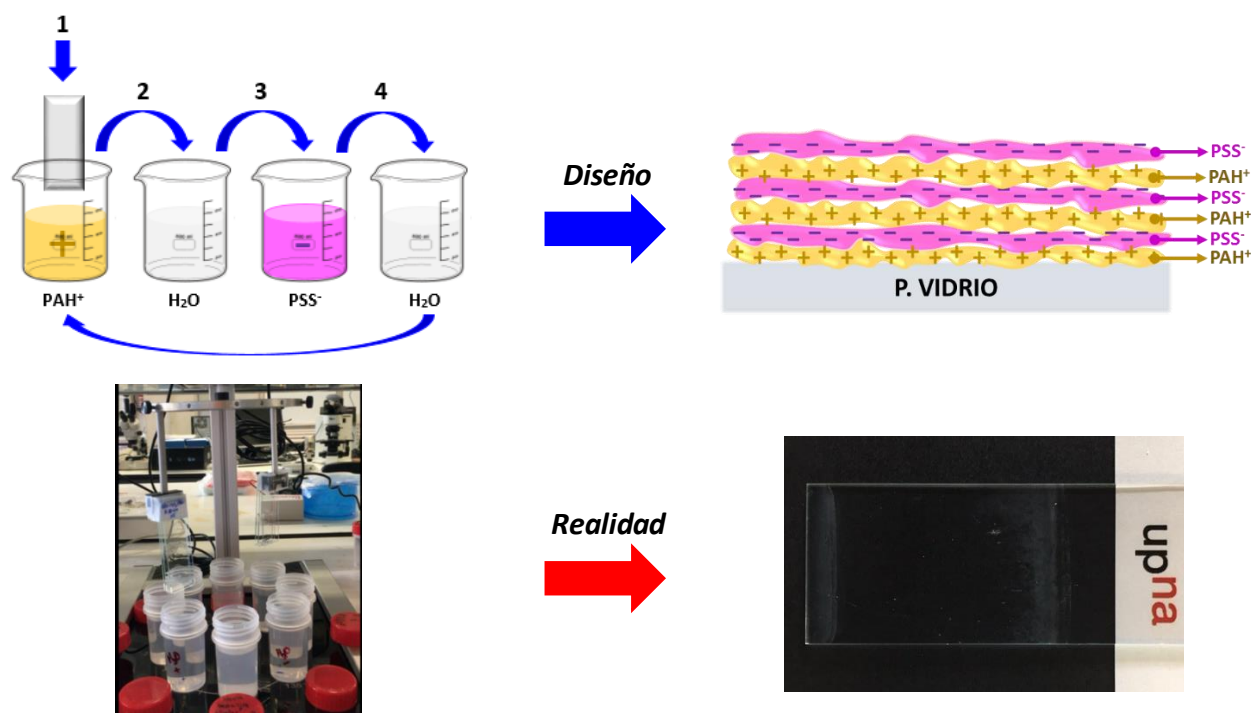 1
2
3
4
PAH⁺
H₂O
PSS⁻
H₂O
Diseño
PSS⁻
PAH⁺
PSS⁻
PAH⁺
PSS⁻
PAH⁺
P. VIDRIO
Realidad
upna